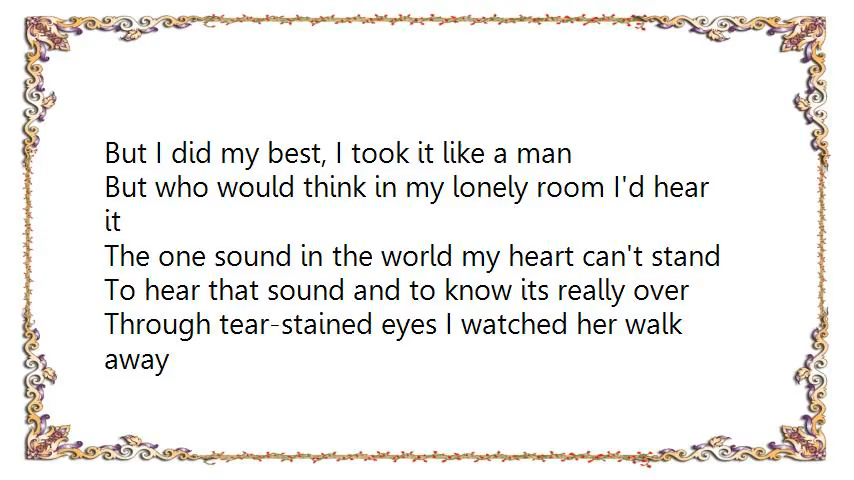 But I did my best, I took it like a man
But who would think in my lonely room I'd hear
it
The one sound in the world my heart can't stand
To hear that sound and to know its really over
Through tear-stained eyes I watched her walk
away